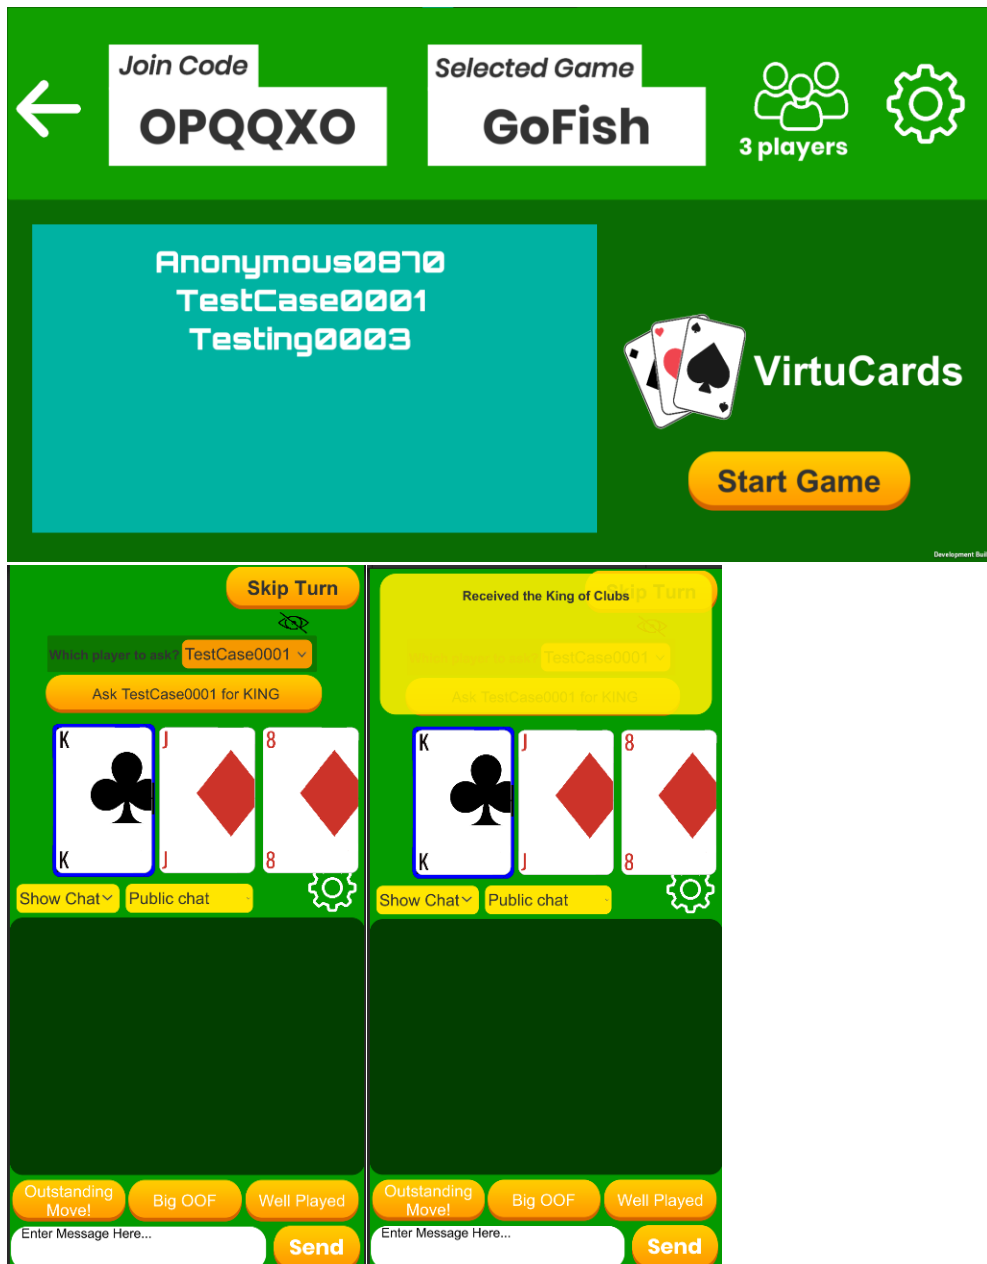 Join Code
OPQQXO
Selected Game
GoFish
3 players
Anonymous0870
TestCase0001
Testing0003
VirtuCards
Start Game
Development Buil
Skip Turn
Which player to ask? TestCase0001
Ask TestCase0001 for KING
K
K
J
J
8
8
Show Chat
Public chat
Outstanding
Move!
Big OOF
Well Played
Enter Message Here...
Send
Received the King of Clubs
Skip Turn
Which player to ask? TestCase0001
Ask TestCase0001 for KING
K
K
J
J
8
8
Show Chat
Public chat
Outstanding
Move!
Big OOF
Well Played
Enter Message Here...
Send